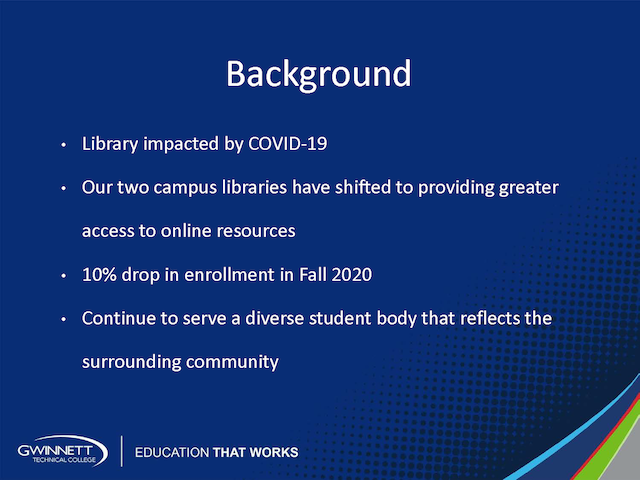 Background
• Library impacted by COVID-19
• Our two campus libraries have shifted to providing greater
access to online resources
• 10% drop in enrollment in Fall 2020
• Continue to serve a diverse student body that reflects the
surrounding community
GWINNETT
TECHNICAL COLLEGE
EDUCATION THAT WORKS